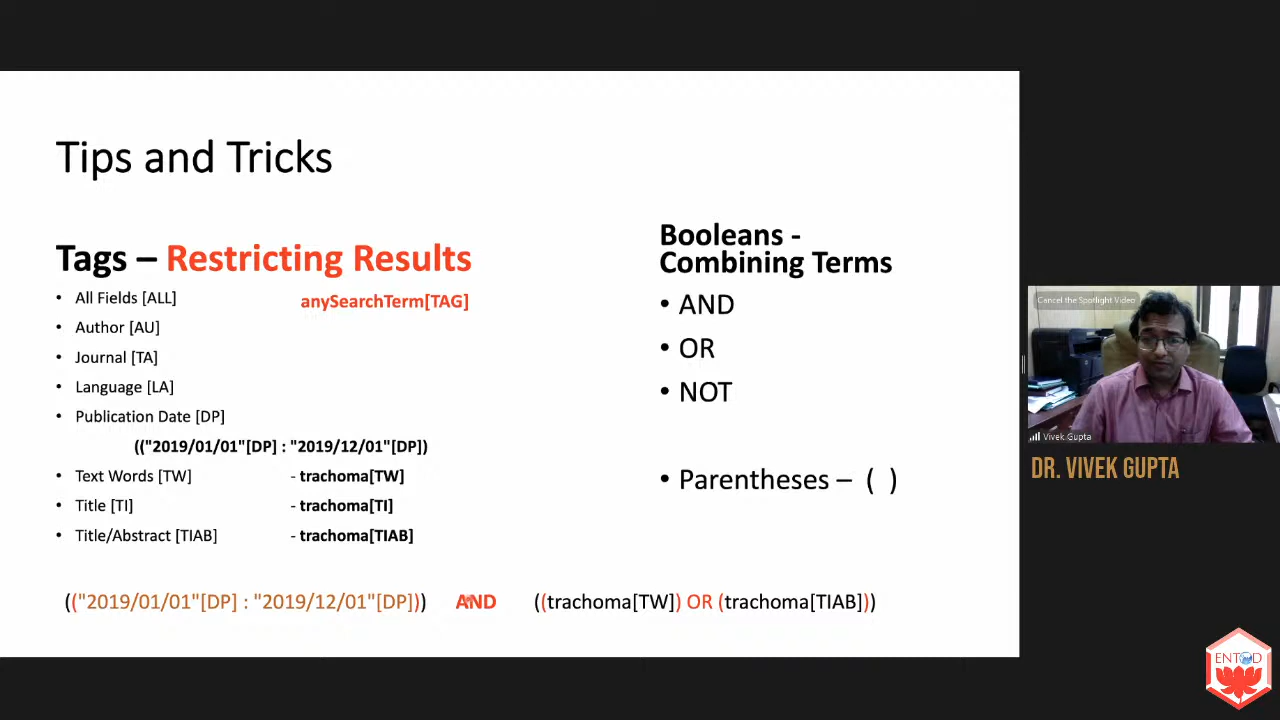 Tips and Tricks
Tags – Restricting Results
• All Fields [ALL] anySearchTerm[TAG]
• Author [AU]
• Journal [TA]
• Language [LA]
• Publication Date [DP]
(("2019/01/01"[DP] : "2019/12/01"[DP])
• Text Words [TW] - trachoma[TW]
• Title [TI] - trachoma[TI]
• Title/Abstract [TIAB] - trachoma[TIAB]
Booleans -
Combining Terms
• AND
• OR
• NOT
• Parentheses – ( )
(("2019/01/01"[DP] : "2019/12/01"[DP])) AND ((trachoma[TW]) OR (trachoma[TIAB]))
Cancel the Spotlight Video
Vivek Gupta
DR. VIVEK GUPTA
ENTOD